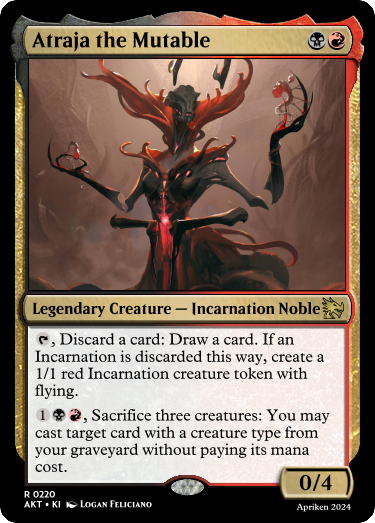 Atraja the Mutable
Legendary Creature — Incarnation Noble
, Discard a card: Draw a card. If an
Incarnation is discarded this way, create a
1/1 red Incarnation creature token with
flying.
1, Sacrifice three creatures: You may
cast target card with a creature type from
your graveyard without paying its mana
cost.
0/4
R 0220
AKT • KI Logan Feliciano
Apriken 2024